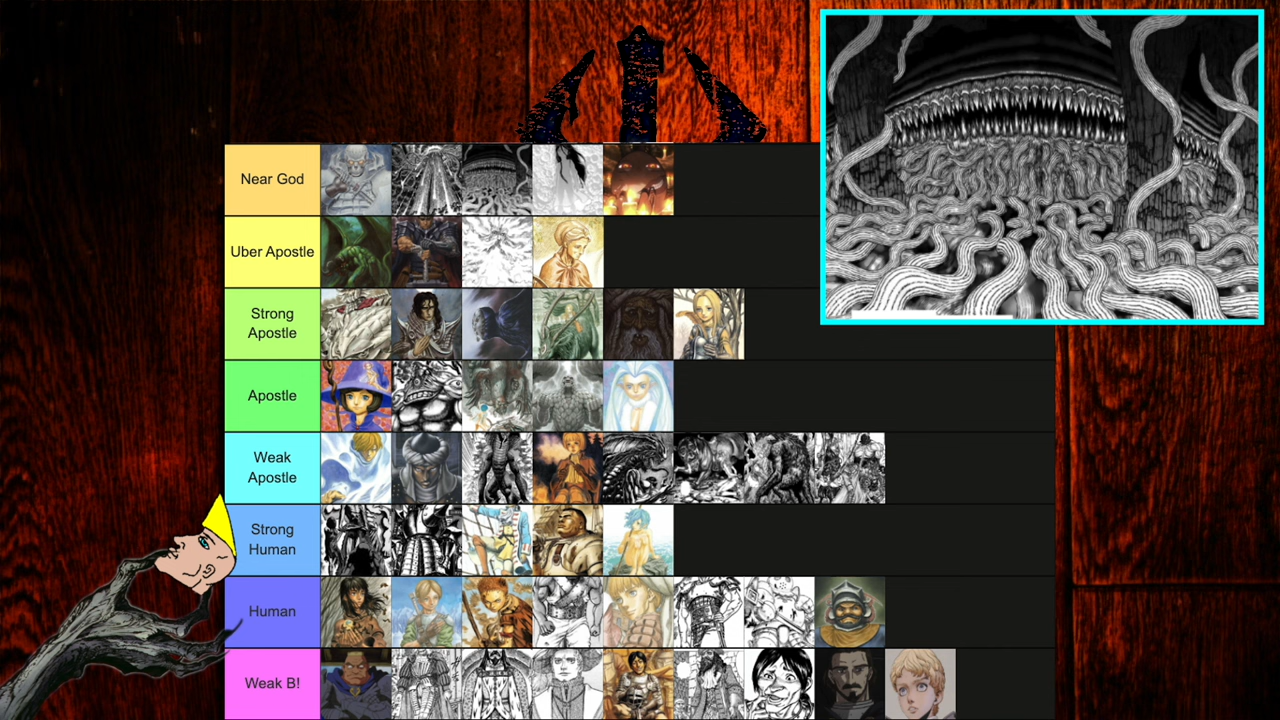 Near God
Uber Apostle
Strong
Apostle
Apostle
Weak
Apostle
Strong
Human
Human
Weak B!